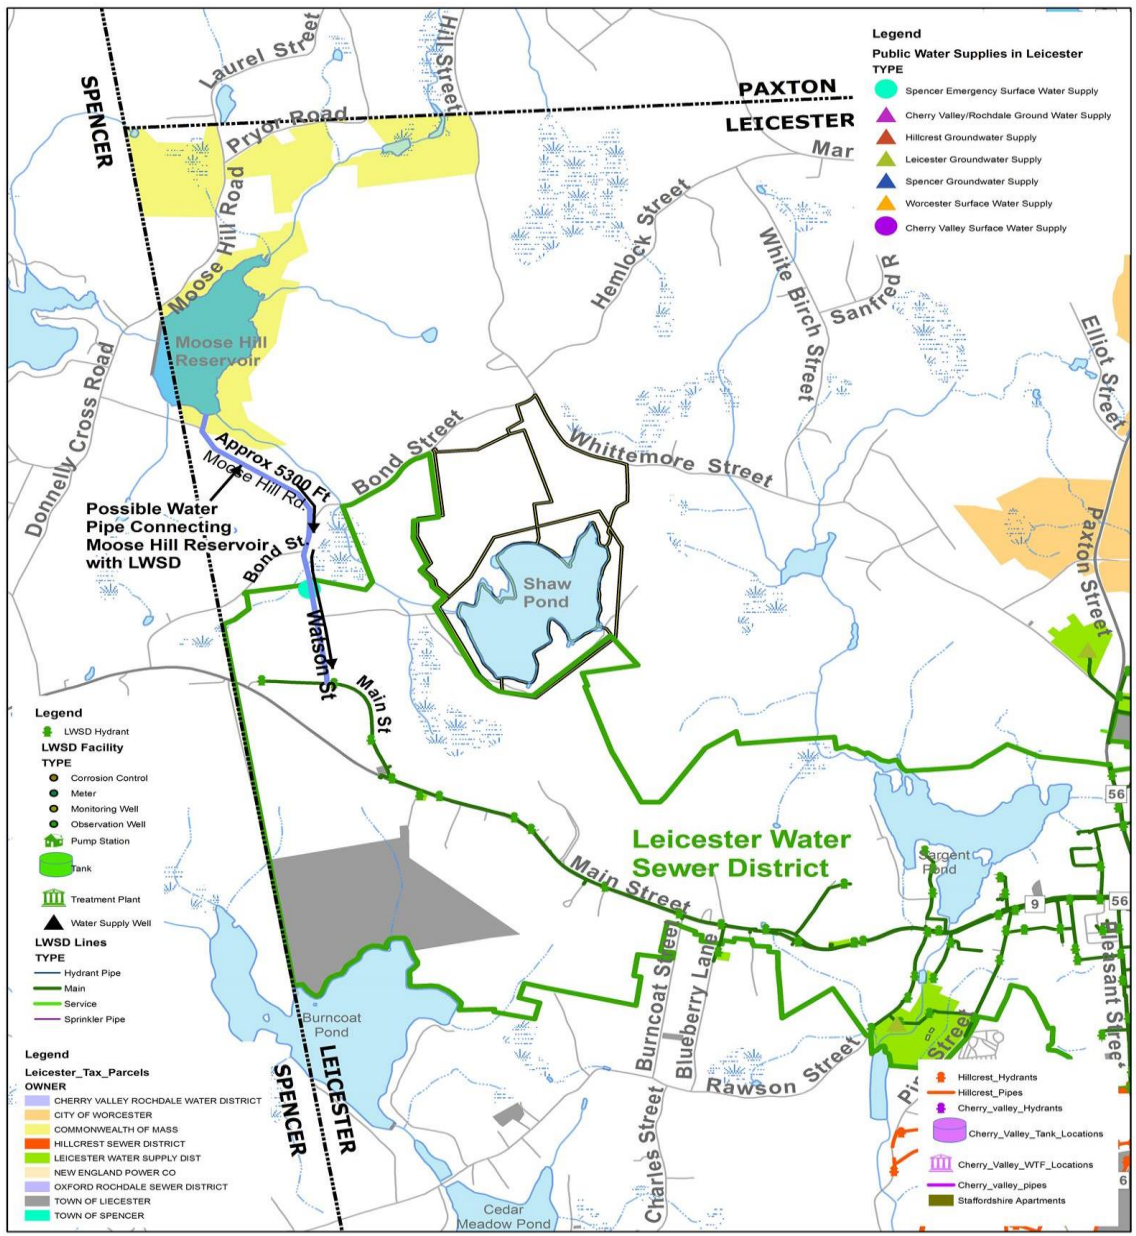 Laurel Street
Hill Street
SPENCER
Pryor Road
PAXTON
LEICESTER
Mar
Legend
Public Water Supplies in Leicester
TYPE
Spencer Emergency Surface Water Supply
Cherry Valley/Rochdale Ground Water Supply
Hillcrest Groundwater Supply
Leicester Groundwater Supply
Spencer Groundwater Supply
Worcester Surface Water Supply
Cherry Valley Surface Water Supply
Moose Hill Road
Hemlock Street
White Birch Street
Sanfred R
Elliot Street
Moose Hill
Reservoir
Donnelly Cross Road
Bond Street
Whittemore Street
Approx 5300 Ft
Moose Hill Rd.
Possible Water
Pipe Connecting
Moose Hill Reservoir
with LWSD
Bond St.
Paxton Street
Shaw
Pond
Watson St
Main St
Legend
LWSD Hydrant
LWSD Facility
TYPE
Corrosion Control
Meter
Monitoring Well
Observation Well
Pump Station
Tank
Treatment Plant
Water Supply Well
LWSD Lines
TYPE
Hydrant Pipe
Main
Service
Sprinkler Pipe
56
Leicester Water
Sewer District
Sargent
Pond
Main Street
9
56
Pleasant Street
Burncoat Street
Blueberry Lane
Burncoat
Pond
SPENCER
LEICESTER
Rawson Street
Pin
Street
Charles Street
Cedar
Meadow Pond
Legend
Leicester_Tax_Parcels
OWNER
CHERRY VALLEY ROCHDALE WATER DISTRICT
CITY OF WORCESTER
COMMONWEALTH OF MASS
HILLCREST SEWER DISTRICT
LEICESTER WATER SUPPLY DIST
NEW ENGLAND POWER CO
OXFORD ROCHDALE SEWER DISTRICT
TOWN OF LIECESTER
TOWN OF SPENCER
Hillcrest_Hydrants
Hillcrest_Pipes
Cherry_valley_Hydrants
Cherry_Valley_Tank_Locations
Cherry_Valley_WTF_Locations
Cherry_valley_pipes
Staffordshire Apartments
6